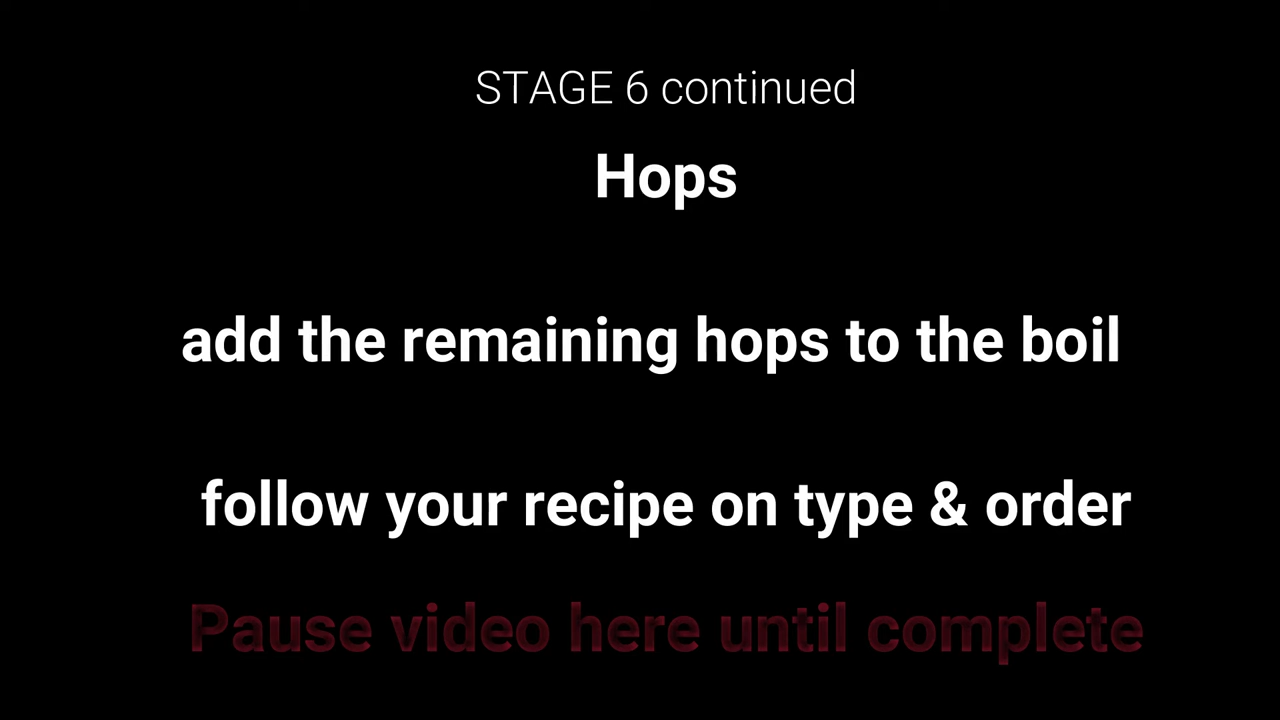 STAGE 6 continued
Hops
add the remaining hops to the boil
follow your recipe on type & order
Pause video here until complete